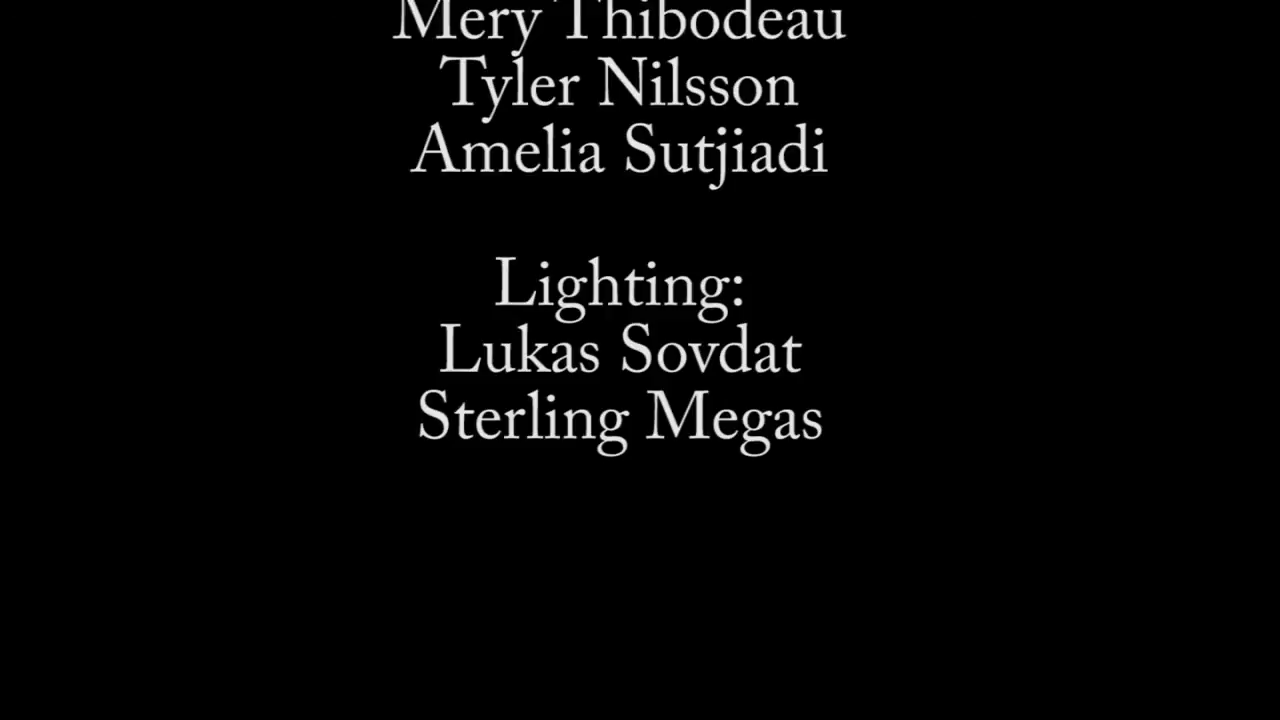 Mery Thibodeau
Tyler Nilsson
Amelia Sutjiadi
Lighting:
Lukas Sovdat
Sterling Megas